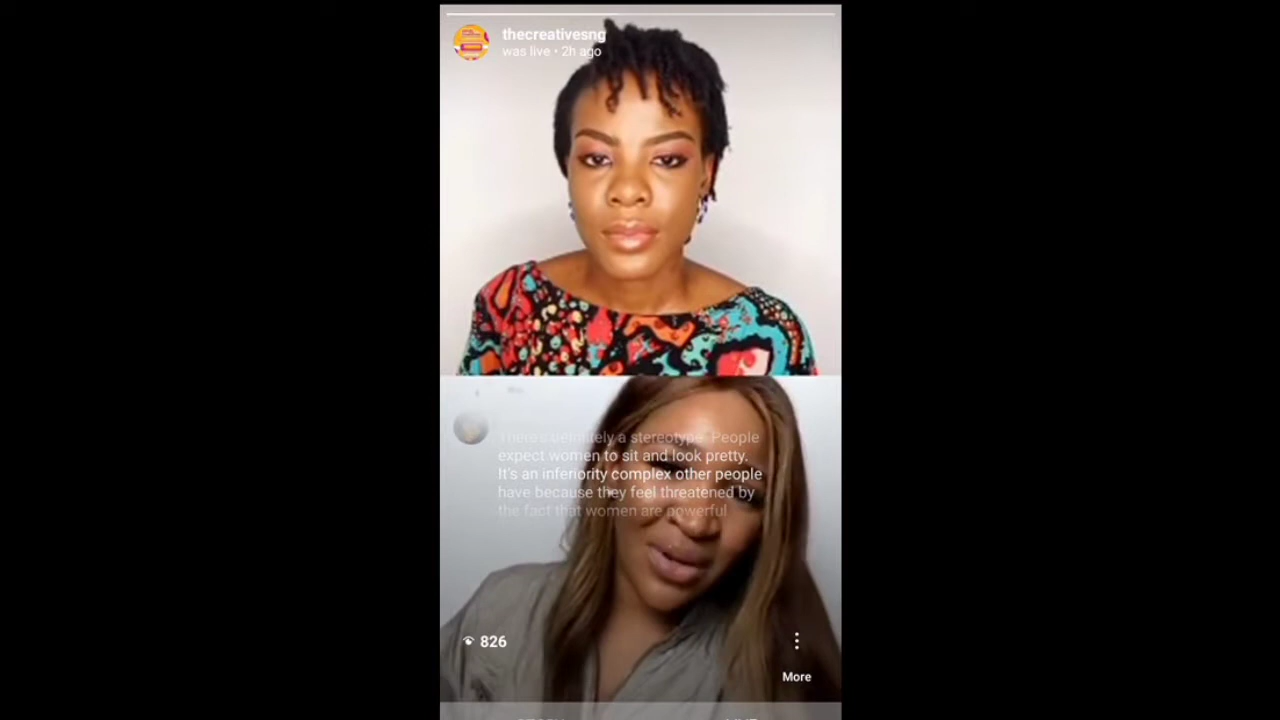 thecreativesng
was live • 2h ago
There's definitely a stereotype. People
expect women to sit and look pretty.
It's an inferiority complex other people
have because they feel threatened by
the fact that women are powerful
826
More